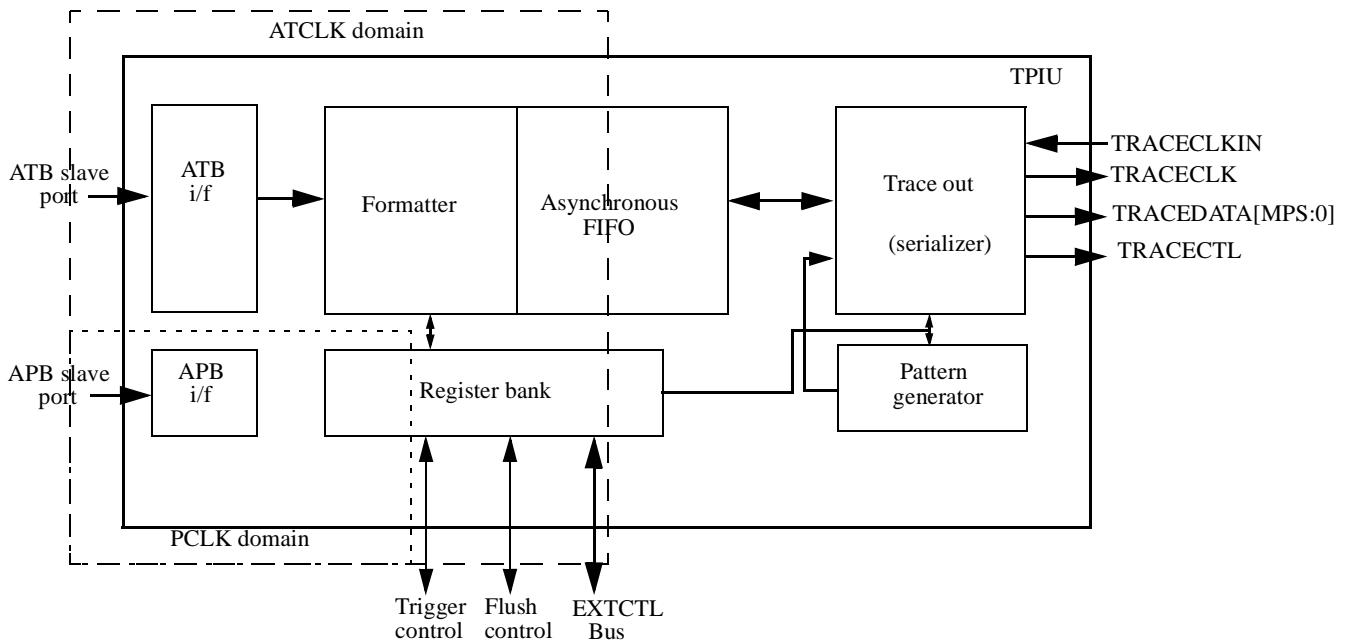 ATCLK domain
TPIU
ATB slave
port
ATB
i/f
Formatter
Asynchronous
FIFO
Trace out
(serializer)
TRACECLKIN
TRACECLK
TRACEDATA[MPS:0]
TRACECTL
APB slave
port
APB
i/f
Register bank
Pattern
generator
PCLK domain
Trigger
control
Flush
control
EXTCTL
Bus